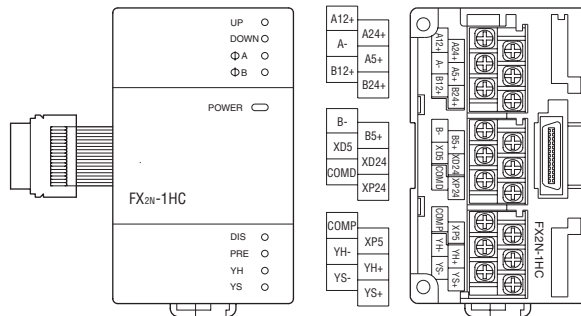 UP
DOWN
ΦA
ΦB
POWER
FX2N-1HC
DIS
PRE
YH
YS
A12+
A24+
A-
A5+
B12+
B24+
B-
B5+
XD5
XD24
COMD
XP24
COMP
XP5
YH-
YH+
YS-
YS+
A12+
A24+
A-
A5+
B12+
B24+
B-
B5+
XD5
XD24
COMD
XP24
COMP
XP5
YH-
YH+
YS-
YS+
FX2N-1HC